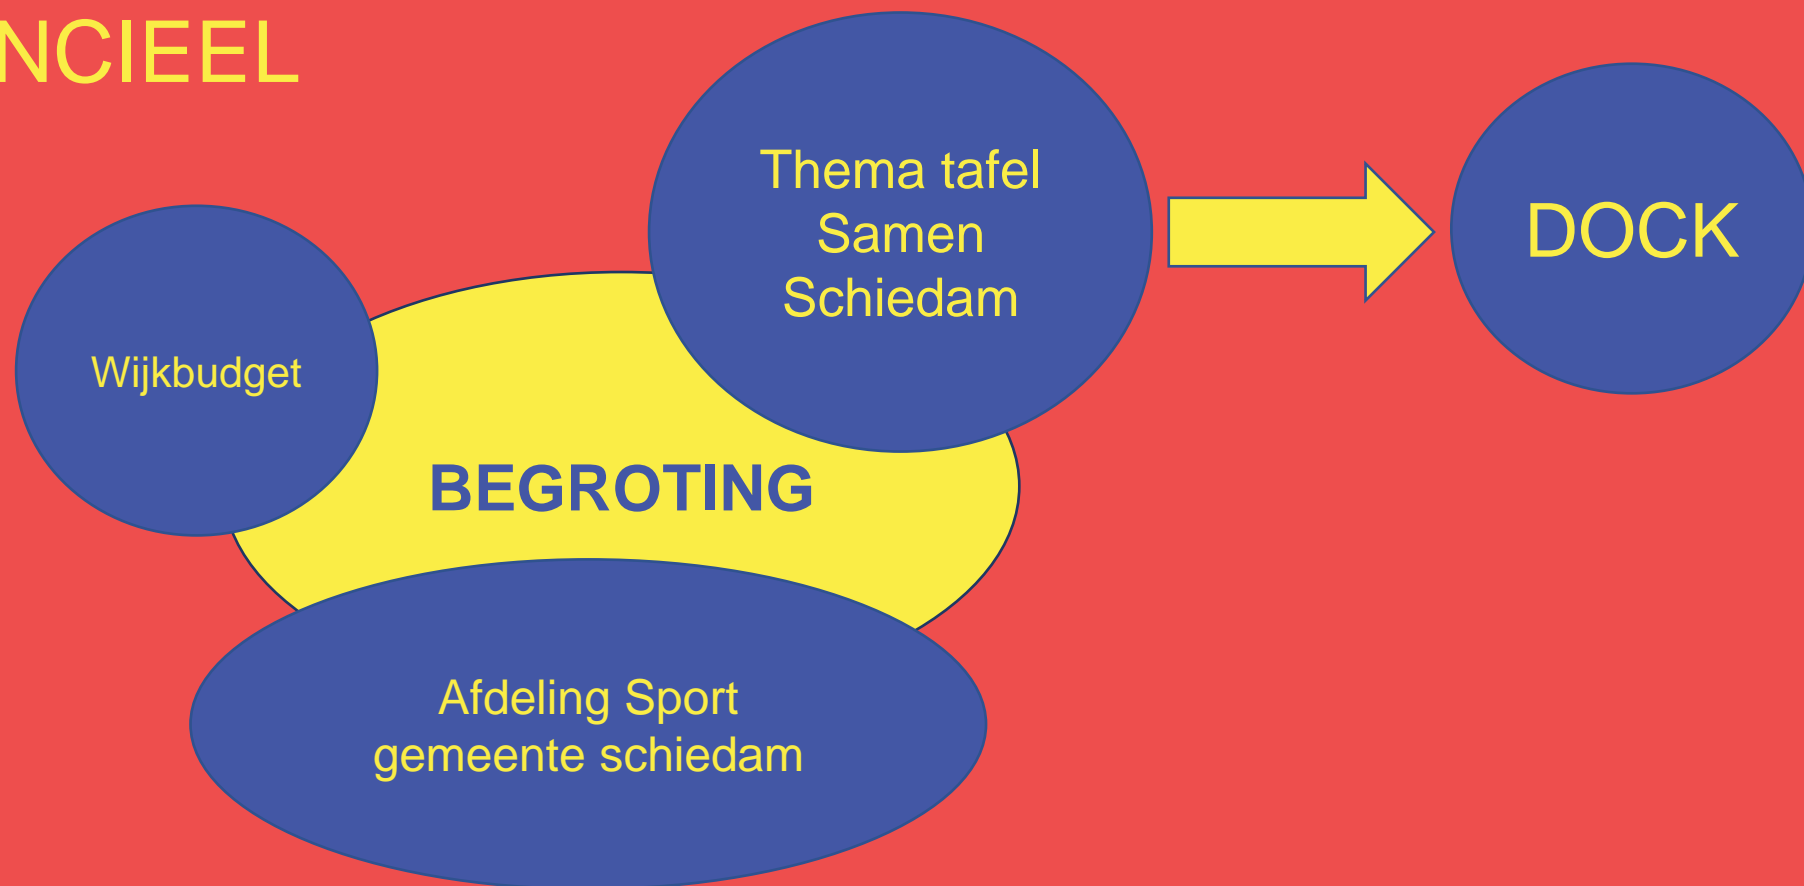 NCIEEL
Thema tafel
Samen
Schiedam
DOCK
Wijkbudget
BEGROTING
Afdeling Sport
gemeente schiedam